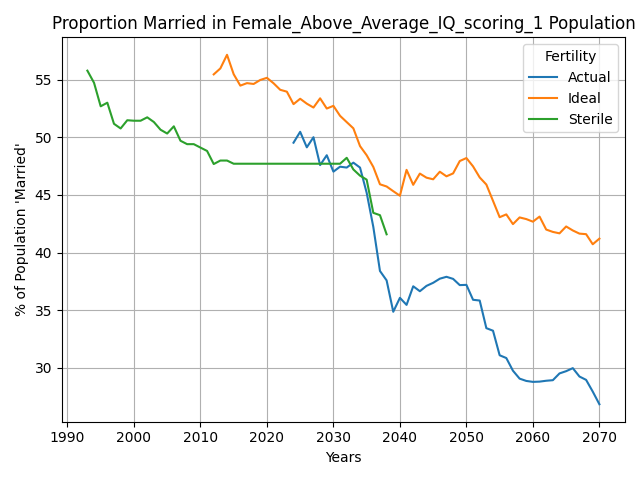 Proportion Married in Female_Above_Average_IQ_scoring_1 Population
Fertility
Actual
Ideal
Sterile
% of Population 'Married'
55
50
45
40
35
30
1990 2000 2010 2020 2030 2040 2050 2060 2070
Years